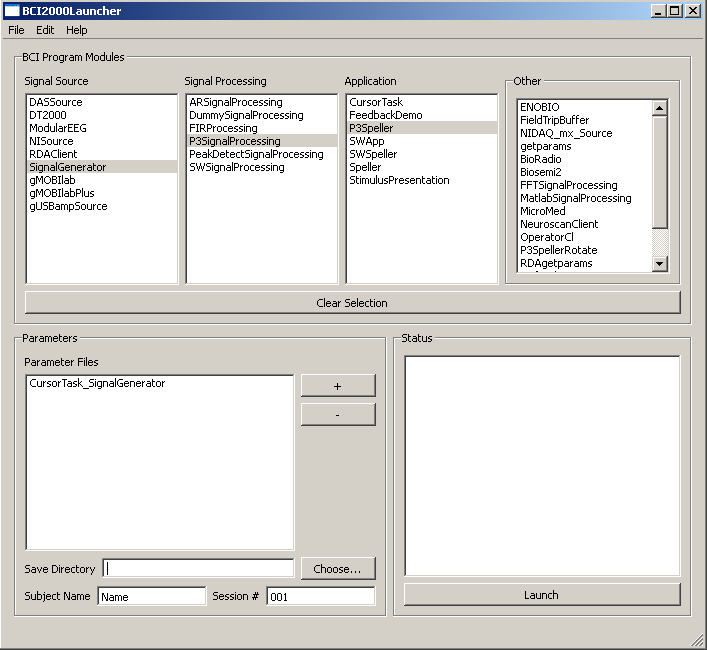 BCI2000Launcher
File Edit Help
BCI Program Modules
Signal Source
DASSource
DT2000
ModularEEG
NISource
RDAClient
SignalGenerator
gMOBIlab
gMOBIlabPlus
gUSBampSource
Signal Processing
ARSignalProcessing
DummySignalProcessing
FIRProcessing
P3SignalProcessing
PeakDetectSignalProcessing
SWSignalProcessing
Application
CursorTask
FeedbackDemo
P3Speller
SWApp
SWSpeller
Speller
StimulusPresentation
Other
ENOBIO
FieldTripBuffer
NIDAQ_mx_Source
getparams
BioRadio
Biosemi2
FFTSignalProcessing
MatlabSignalProcessing
MicroMed
NeuroscanClient
OperatorCl
P3SpellerRotate
RDAgetparams
Clear Selection
Parameters
Parameter Files
CursorTask_SignalGenerator
+
-
Save Directory
Choose...
Subject Name Name Session # 001
Status
Launch